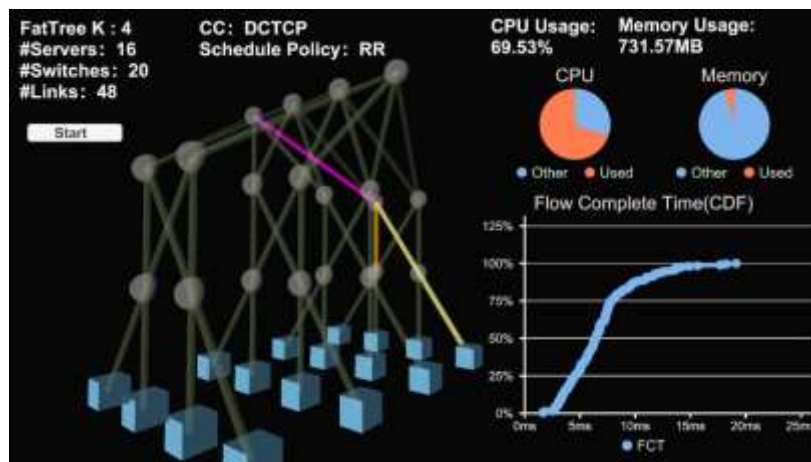 FatTree K : 4
#Servers: 16
#Switches: 20
#Links: 48
CC: DCTCP
Schedule Policy: RR
Start
CPU Usage:
69.53%
Memory Usage:
731.57MB
CPU
Other Used
Memory
Other Used
Flow Complete Time(CDF)
125%
100%
75%
50%
25%
0%
0ms 5ms 10ms 15ms 20ms 25ms
FCT